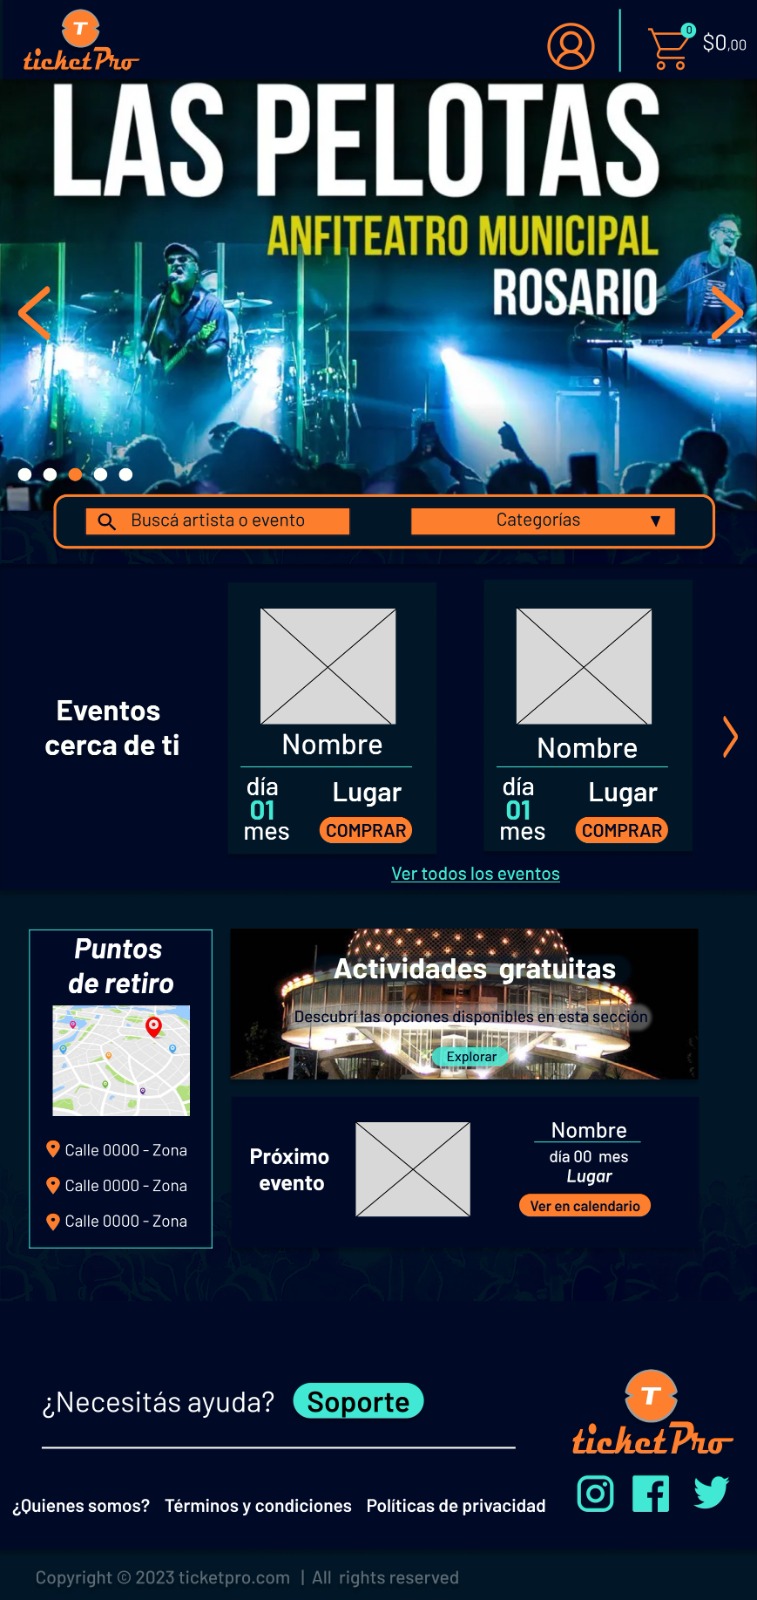 T
ticketPro
0
$0,00
LAS PELOTAS
ANFITEATRO MUNICIPAL
ROSARIO
Buscá artista o evento
Categorías
Eventos
cerca de ti
Nombre
día
01
mes
Lugar
COMPRAR
Nombre
día
01
mes
Lugar
COMPRAR
Ver todos los eventos
Puntos
de retiro
Calle 0000 - Zona
Calle 0000 - Zona
Calle 0000 - Zona
Actividades gratuitas
Descubrí las opciones disponibles en esta sección
Explorar
Próximo
evento
Nombre
día 00 mes
Lugar
Ver en calendario
¿Necesitás ayuda?
Soporte
T
ticketPro
¿Quienes somos?
Términos y condiciones
Políticas de privacidad
Copyright © 2023 ticketpro.com | All rights reserved